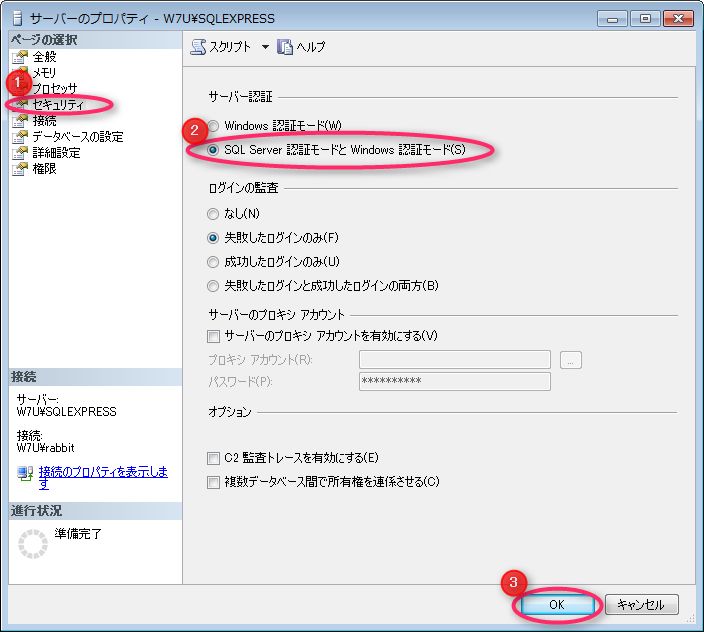 サーバーのプロパティ - W7U¥SQLEXPRESS
ページの選択
全般
メモリ
プロセッサ
セキュリティ
接続
データベースの設定
詳細設定
権限
1
スクリプト
ヘルプ
サーバー認証
Windows 認証モード(W)
2
SQL Server 認証モードと Windows 認証モード(S)
ログインの監査
なし(N)
失敗したログインのみ(F)
成功したログインのみ(U)
失敗したログインと成功したログインの両方(B)
サーバーのプロキシ アカウント
サーバーのプロキシ アカウントを有効にする(V)
プロキシ アカウント(R):
...
パスワード(P):
**********
オプション
C2 監査トレースを有効にする(E)
複数データベース間で所有権を連係させる(C)
接続
サーバー:
W7U¥SQLEXPRESS
接続:
W7U¥rabbit
接続のプロパティを表示しま
す
進行状況
準備完了
3
OK
キャンセル